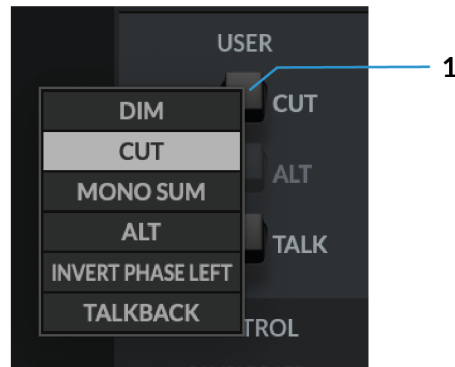 USER
1
CUT
DIM
CUT
MONO SUM
ALT
ALT
INVERT PHASE LEFT
TALK
TALKBACK
TROL